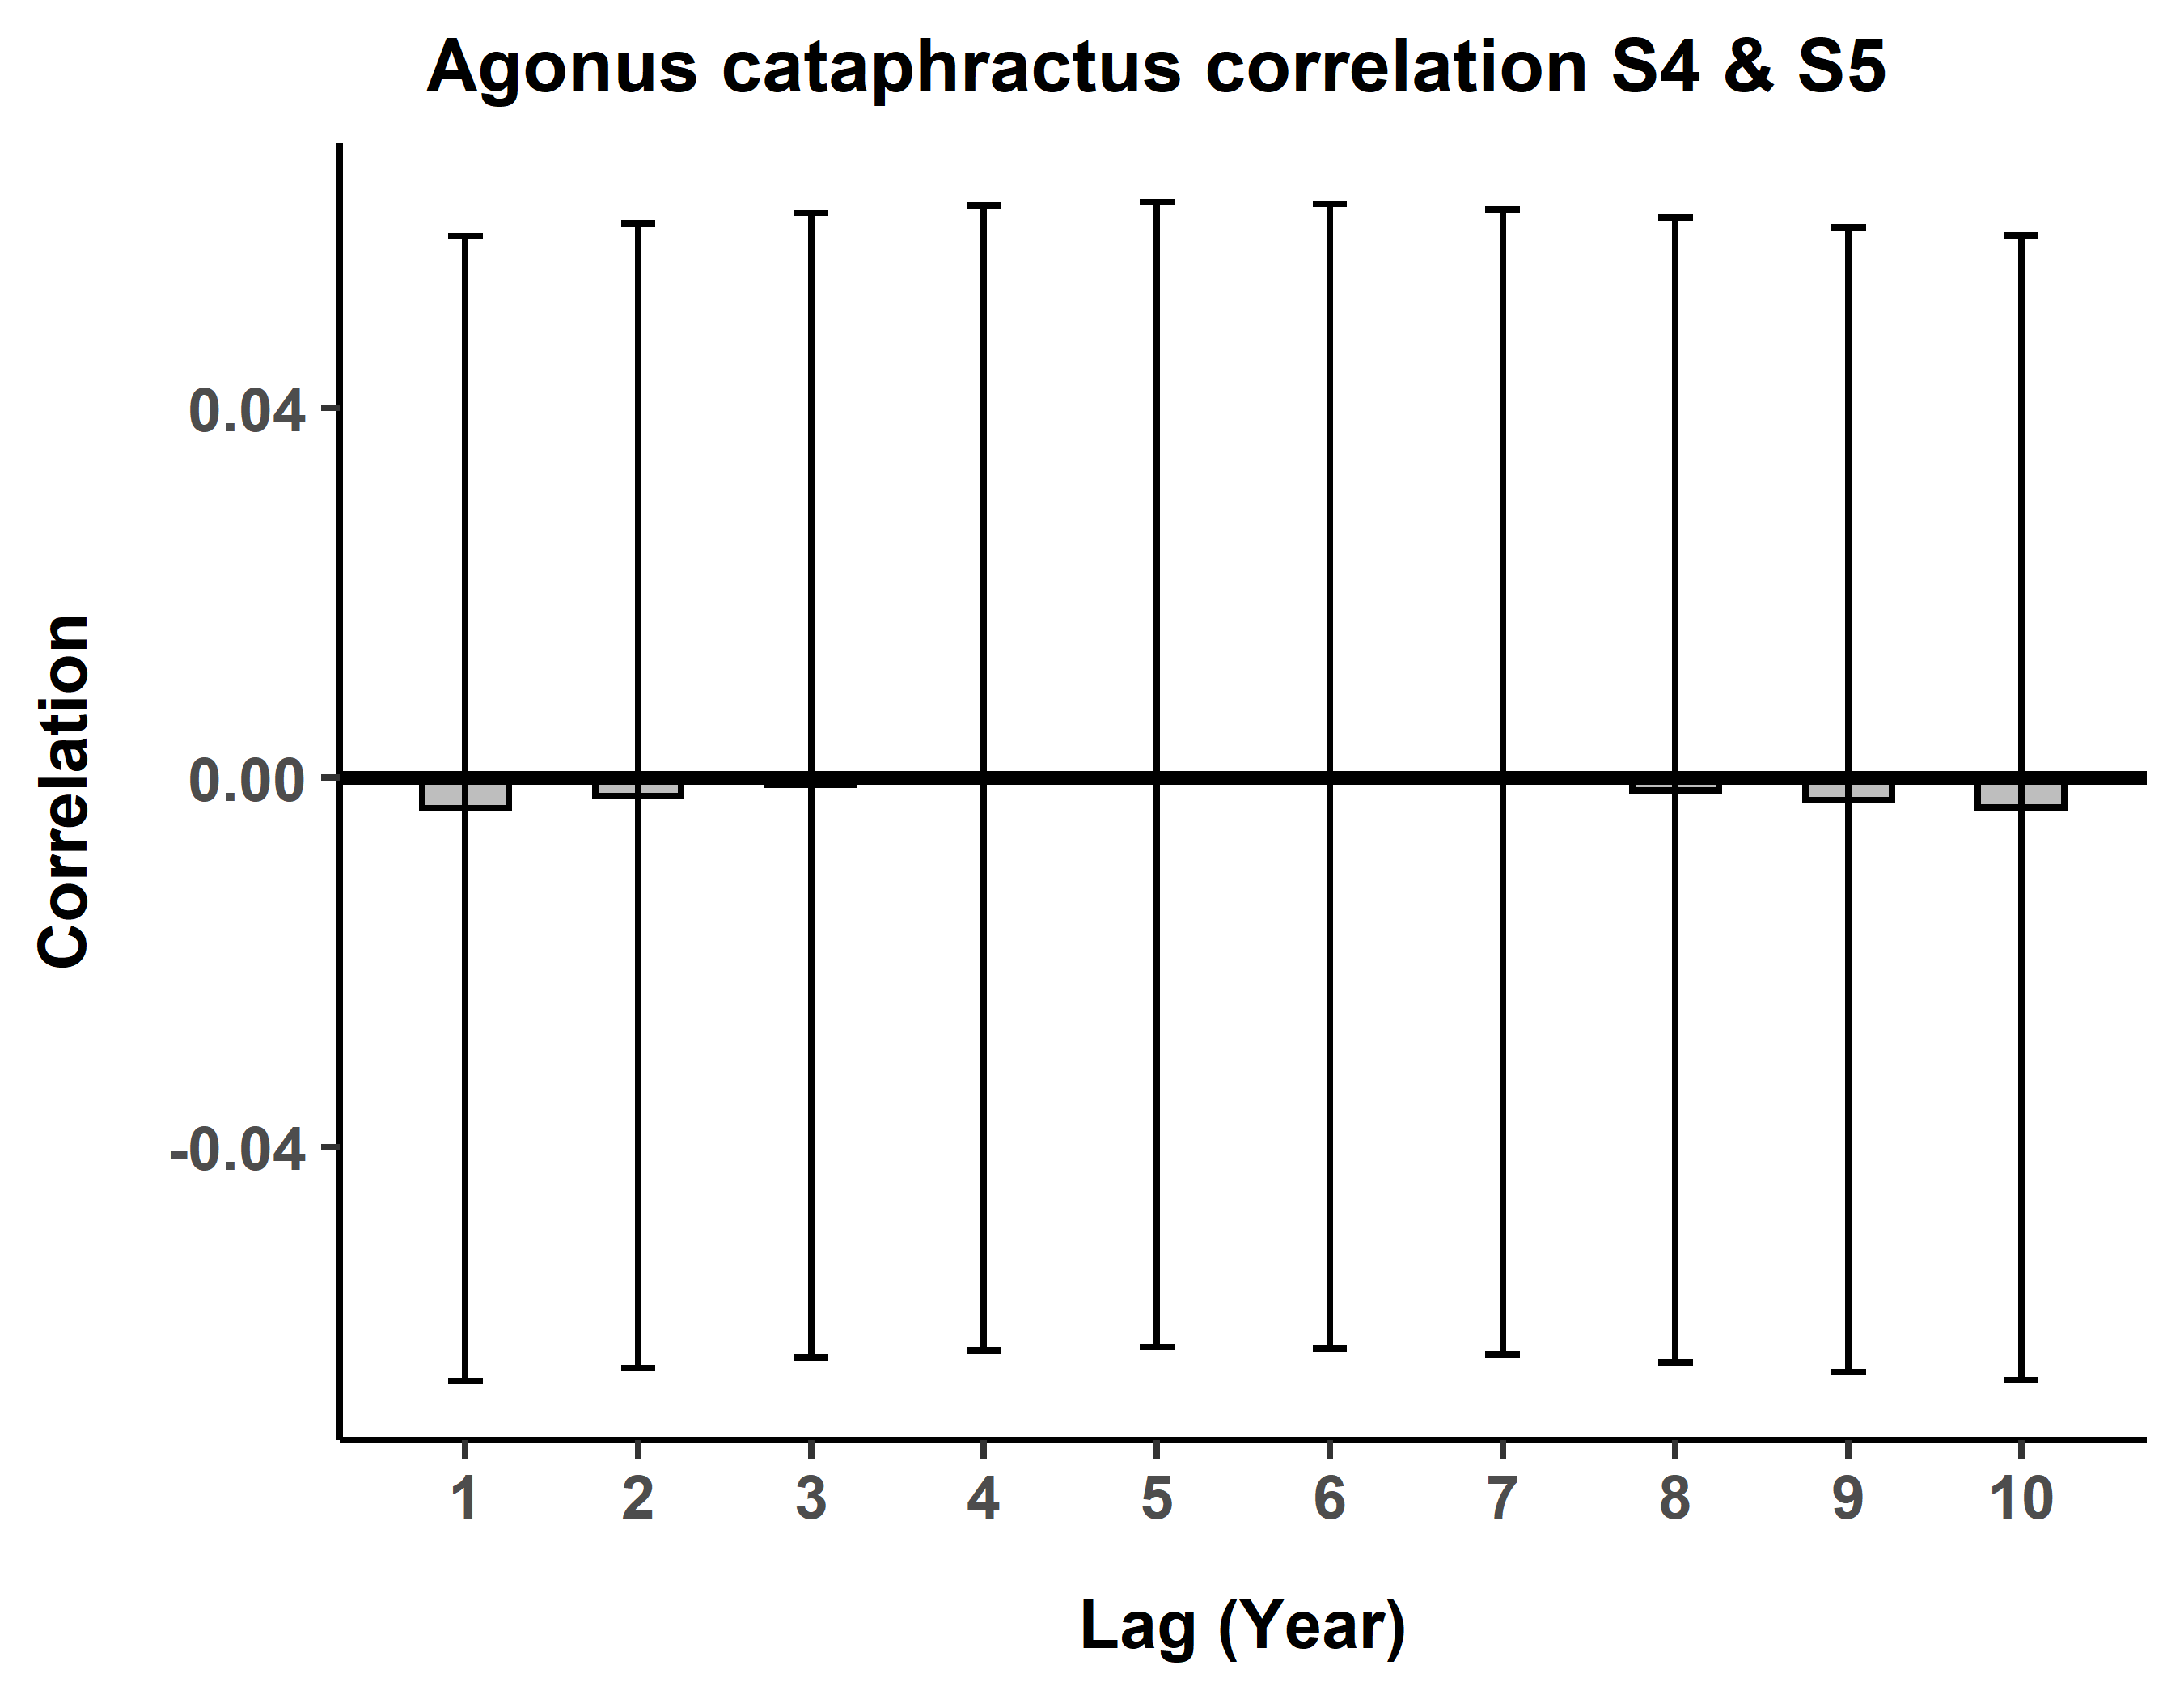 Agonus cataphractus correlation S4 & S5
Correlation
0.04
0.00
-0.04
1 2 3 4 5 6 7 8 9 10
Lag (Year)